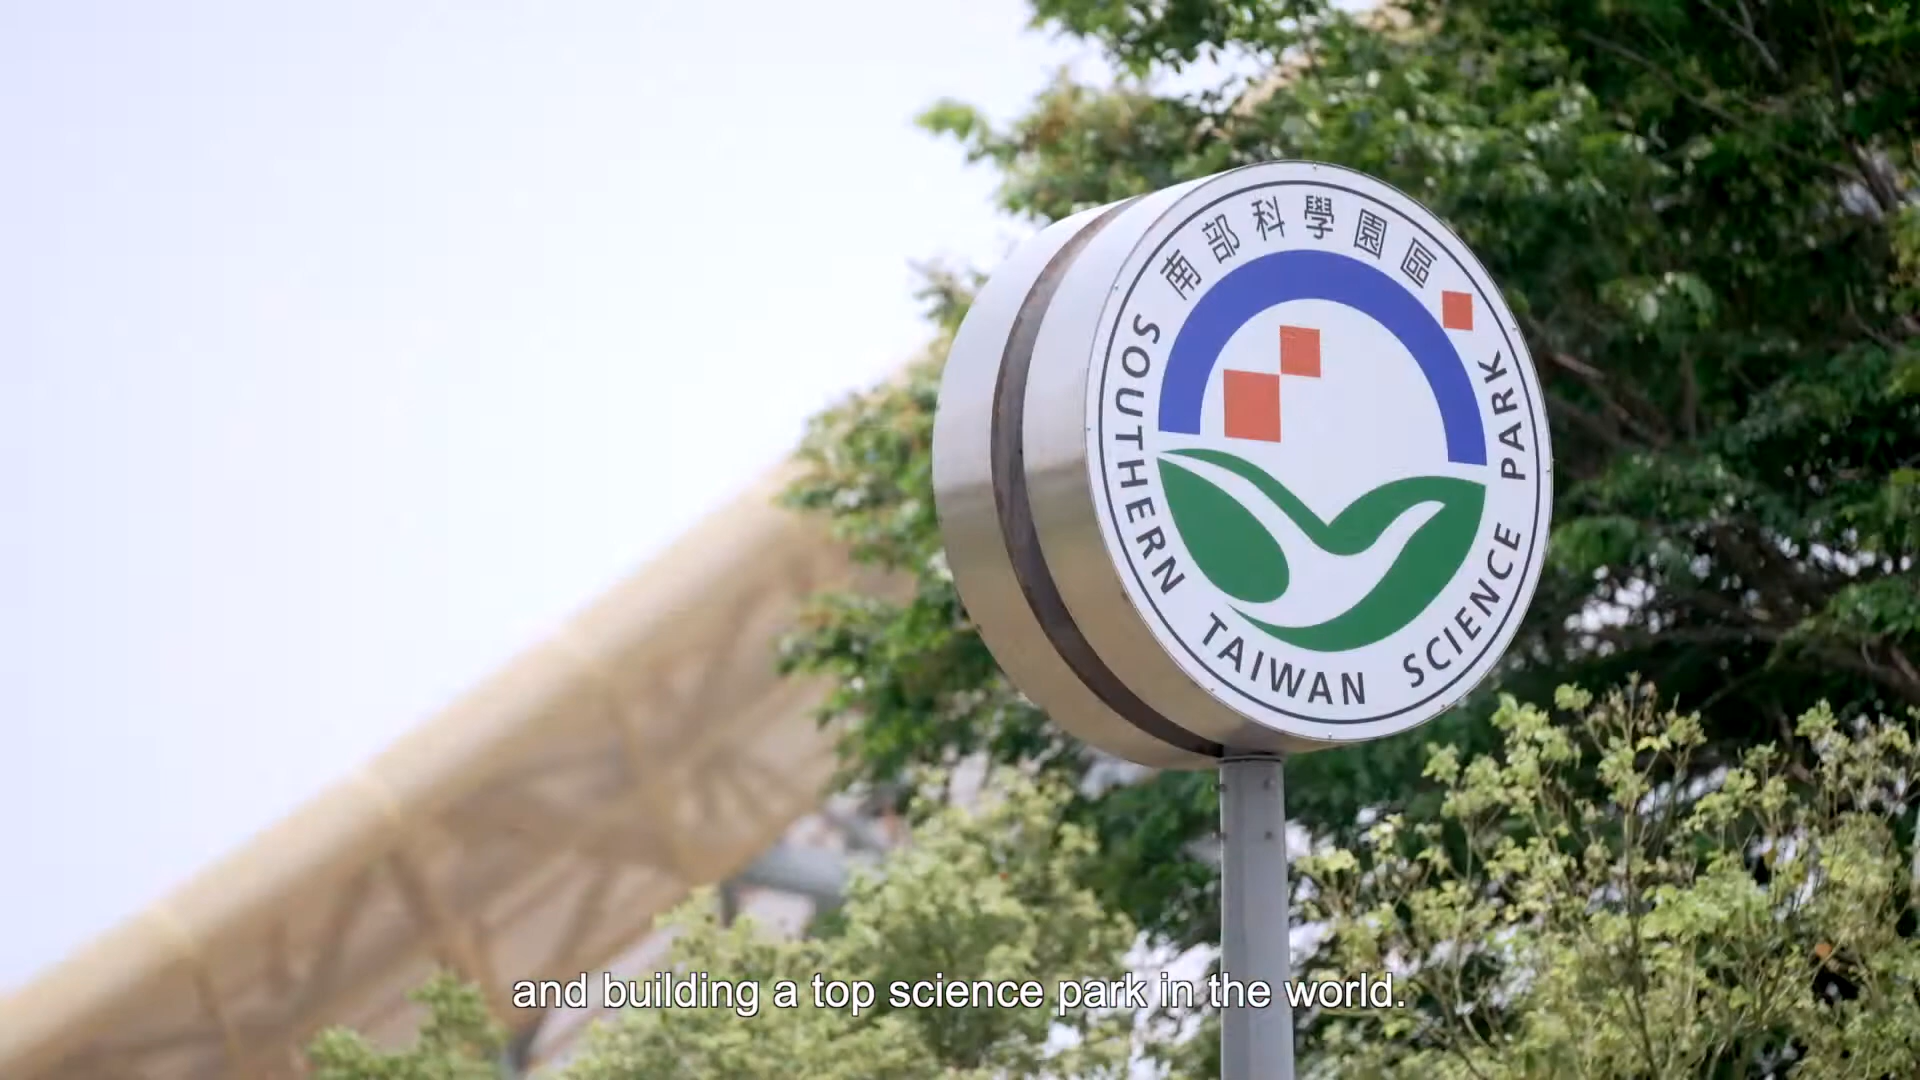 南部科學園區
SOUTHERN TAIWAN SCIENCE PARK
and building a top science park in the world.